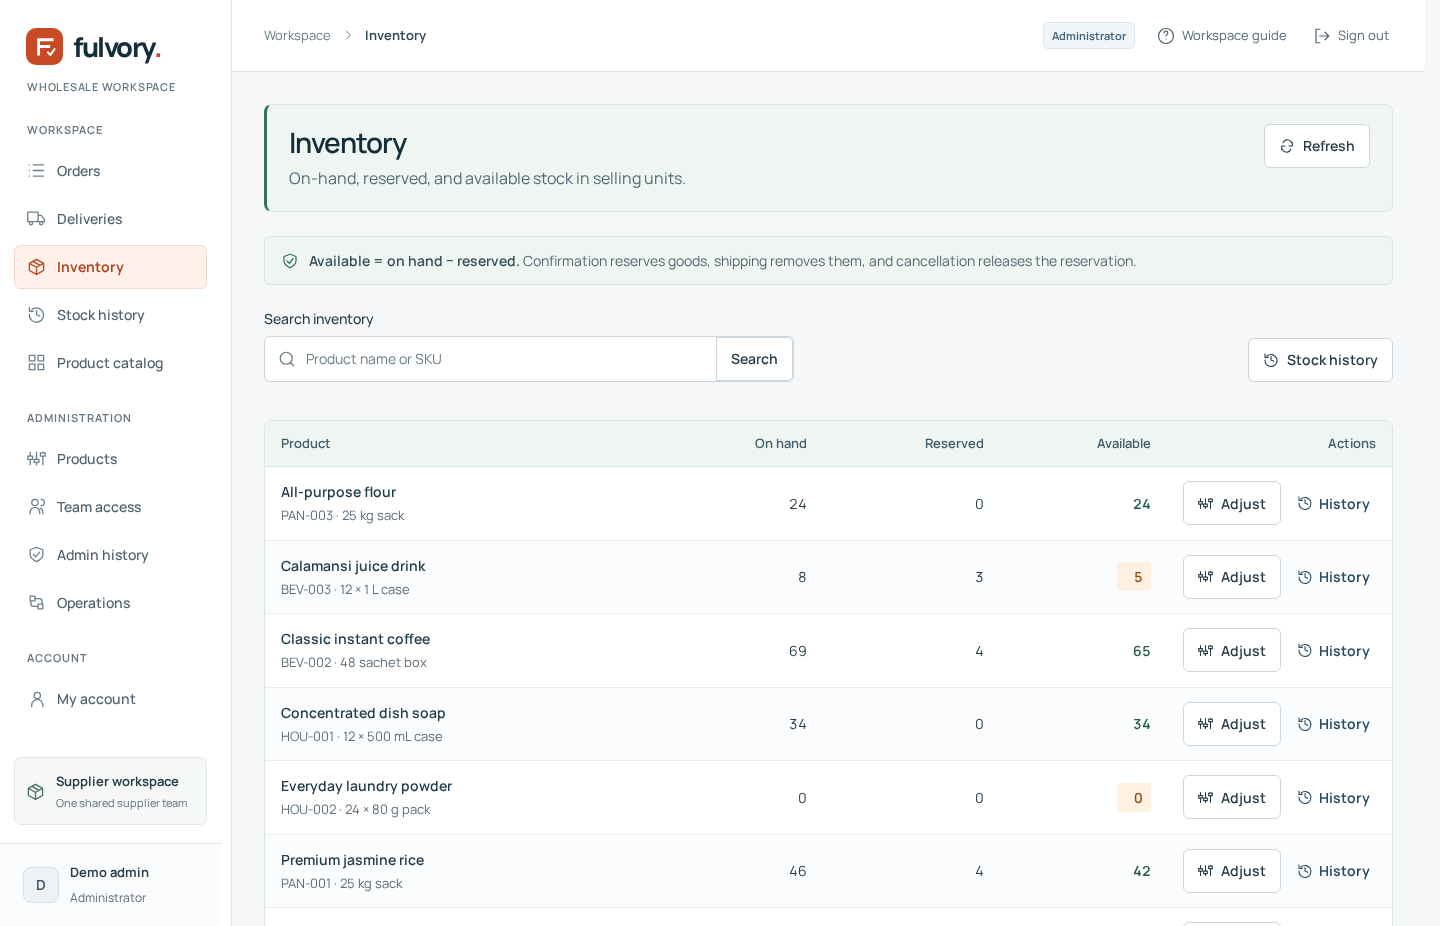 fulvory.
WHOLESALE WORKSPACE
WORKSPACE
Orders
Deliveries
Inventory
Stock history
Product catalog
ADMINISTRATION
Products
Team access
Admin history
Operations
ACCOUNT
My account
Supplier workspace
One shared supplier team
D
Demo admin
Administrator
Workspace > Inventory
Administrator
Workspace guide
Sign out
Inventory
On-hand, reserved, and available stock in selling units.
Refresh
Available = on hand − reserved. Confirmation reserves goods, shipping removes them, and cancellation releases the reservation.
Search inventory
Product name or SKU
Search
Stock history
Product On hand Reserved Available Actions
All-purpose flour
PAN-003 · 25 kg sack
24 0 24 Adjust History
Calamansi juice drink
BEV-003 · 12 × 1 L case
8 3 5 Adjust History
Classic instant coffee
BEV-002 · 48 sachet box
69 4 65 Adjust History
Concentrated dish soap
HOU-001 · 12 × 500 mL case
34 0 34 Adjust History
Everyday laundry powder
HOU-002 · 24 × 80 g pack
0 0 0 Adjust History
Premium jasmine rice
PAN-001 · 25 kg sack
46 4 42 Adjust History